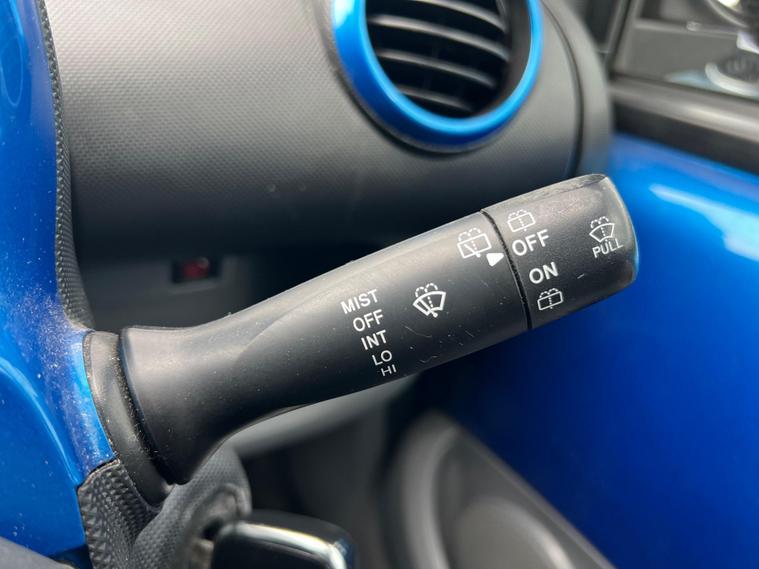 MIST
OFF
INT
LO
HI
OFF
ON
PULL